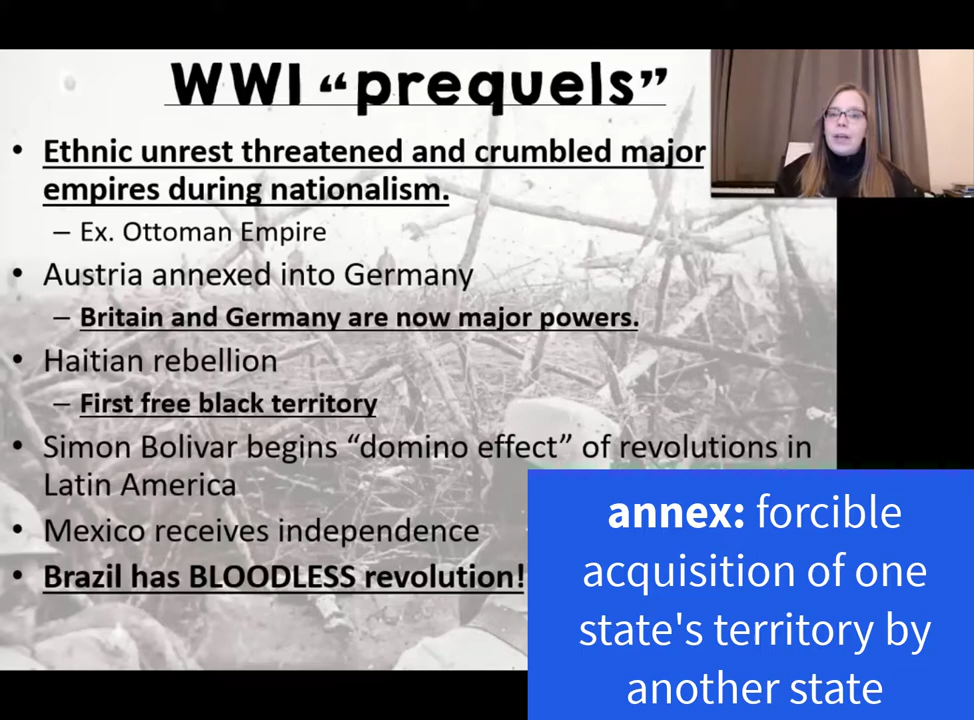 WWI “prequels”
• Ethnic unrest threatened and crumbled major
empires during nationalism.
– Ex. Ottoman Empire
• Austria annexed into Germany
– Britain and Germany are now major powers.
• Haitian rebellion
– First free black territory
• Simon Bolivar begins “domino effect” of revolutions in
Latin America
• Mexico receives independence
• Brazil has BLOODLESS revolution!
annex: forcible
acquisition of one
state's territory by
another state